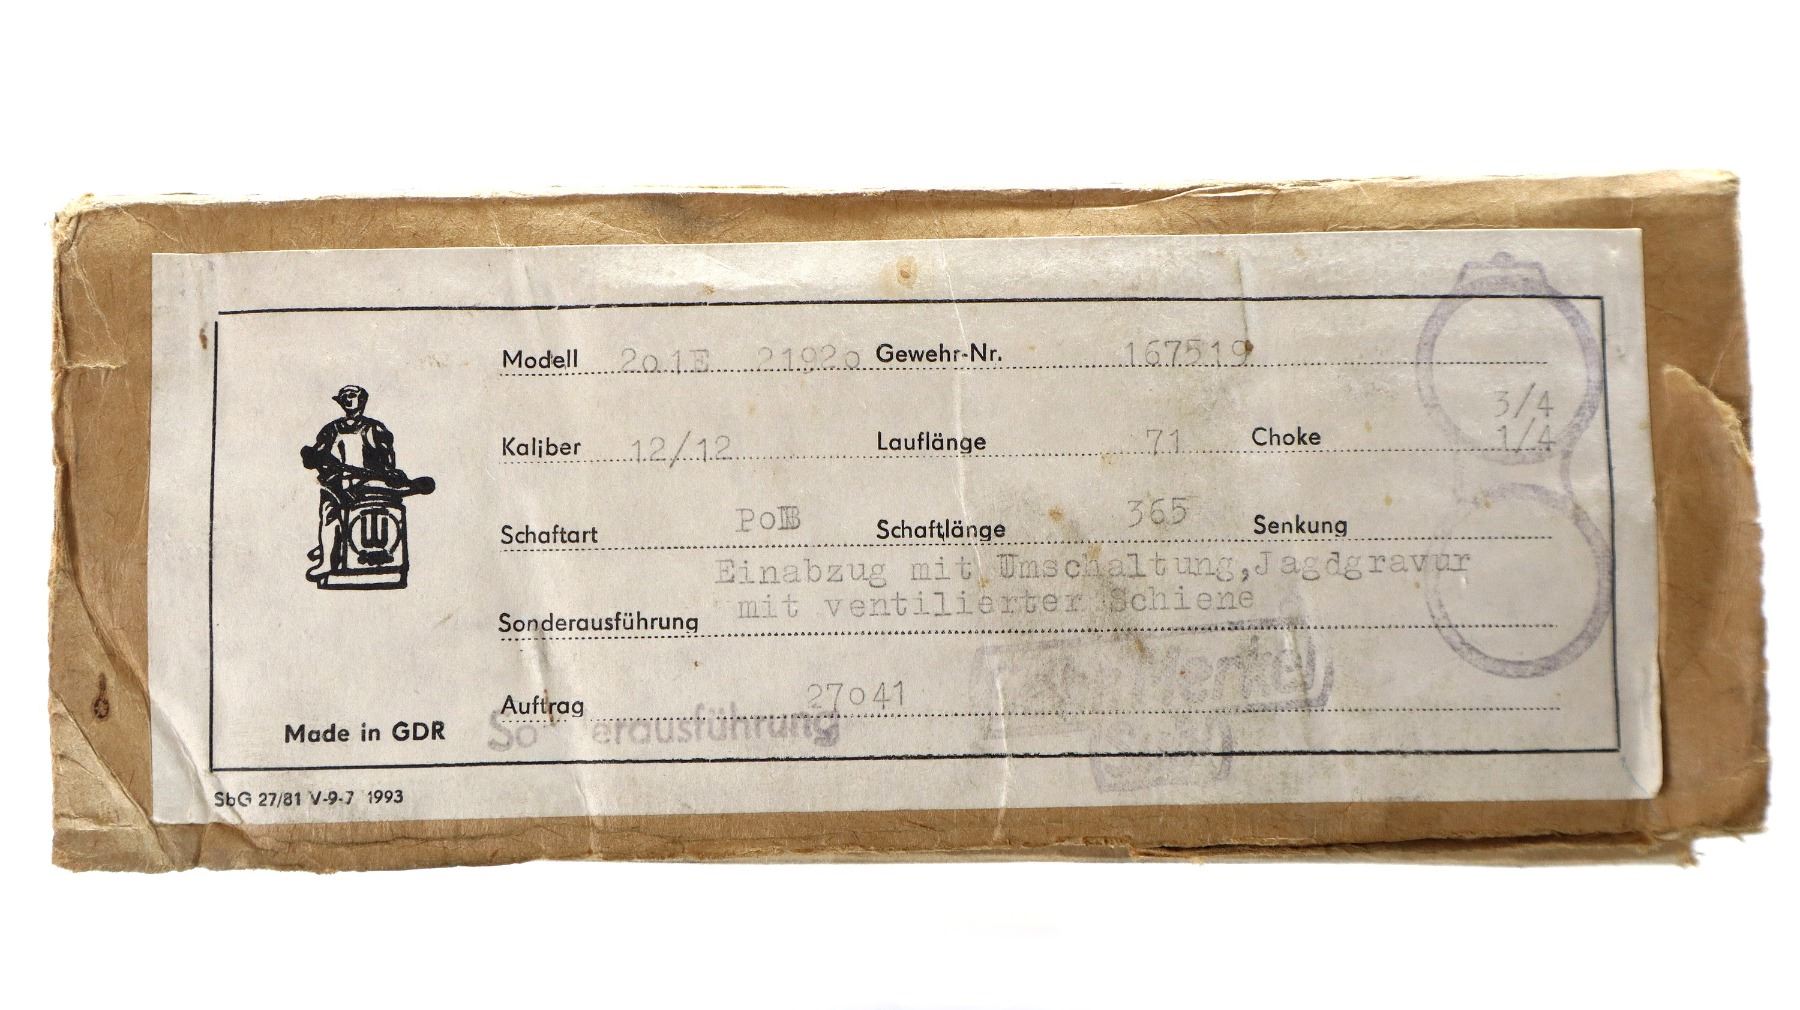 Modell 2o1E 2192o Gewehr-Nr. 167519
3/4
Kaliber 12/12 Lauflänge 71 Choke 1/4
Schaftart PoB Schaftlänge 365 Senkung
Einabzug mit Umschaltung,Jagdgravur
mit ventilierter Schiene
Sonderausführung
Merkel
Auftrag 27o41
Suhl
Made in GDR
SbG 27/81 V-9-7 1993